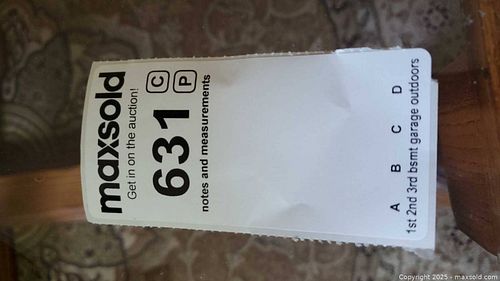 maxsold
Get in on the auction!
631 C P
notes and measurements
A B C D
1st 2nd 3rd bsmt garage outdoors
Copyright 2025 - maxsold.com